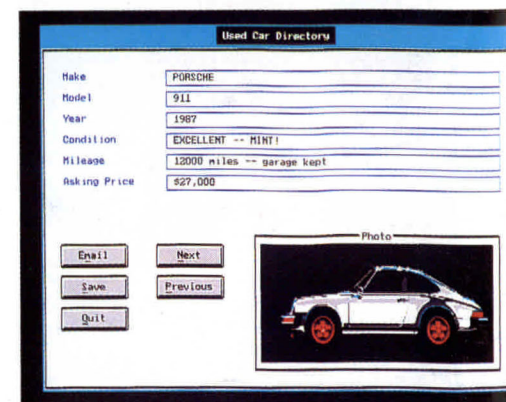 Used Car Directory
Make PORSCHE
Model 911
Year 1987
Condition EXCELLENT -- MINT!
Mileage 12000 miles -- garage kept
Asking Price $27,000
Photo
Email Next
Save Previous
Quit